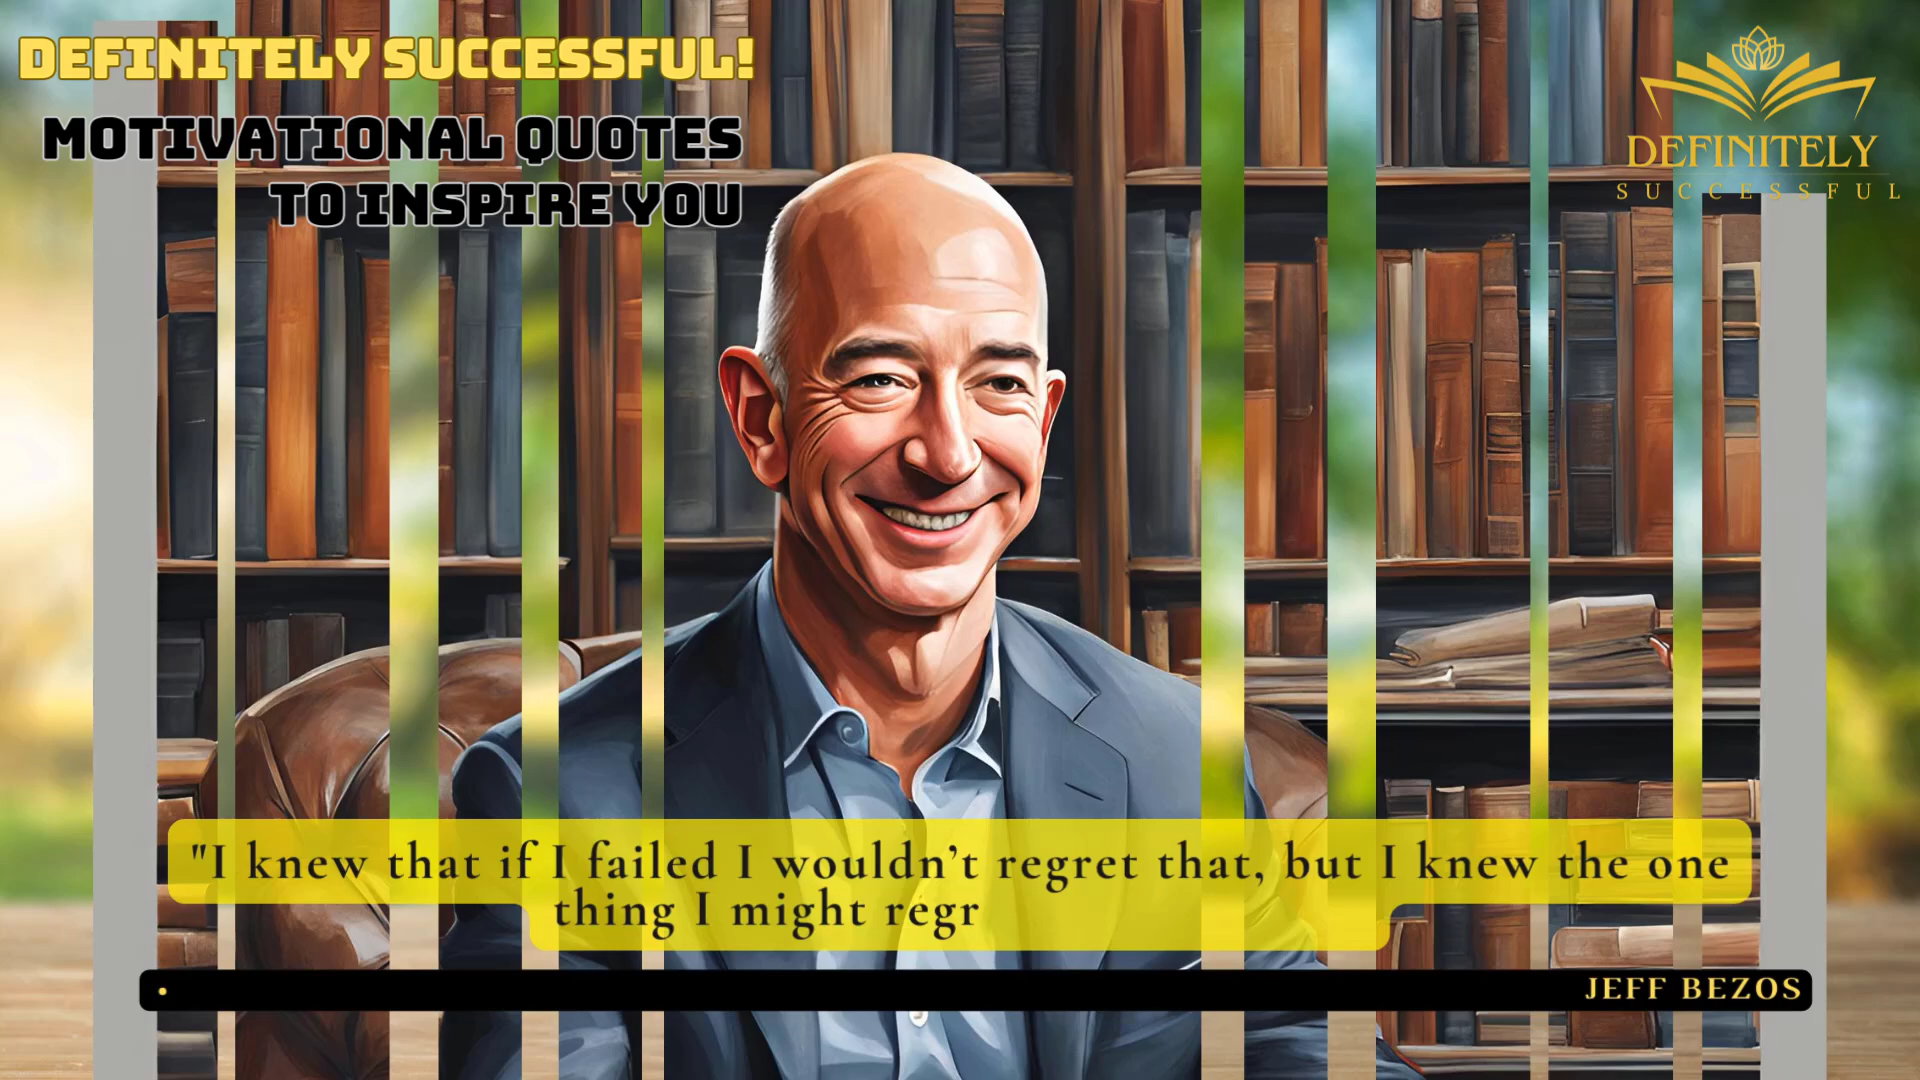 DEFINITELY SUCCESSFUL!
MOTIVATIONAL QUOTES
TO INSPIRE YOU
DEFINITELY
SUCCESSFUL
"I knew that if I failed I wouldn’t regret that, but I knew the one
thing I might regr
JEFF BEZOS